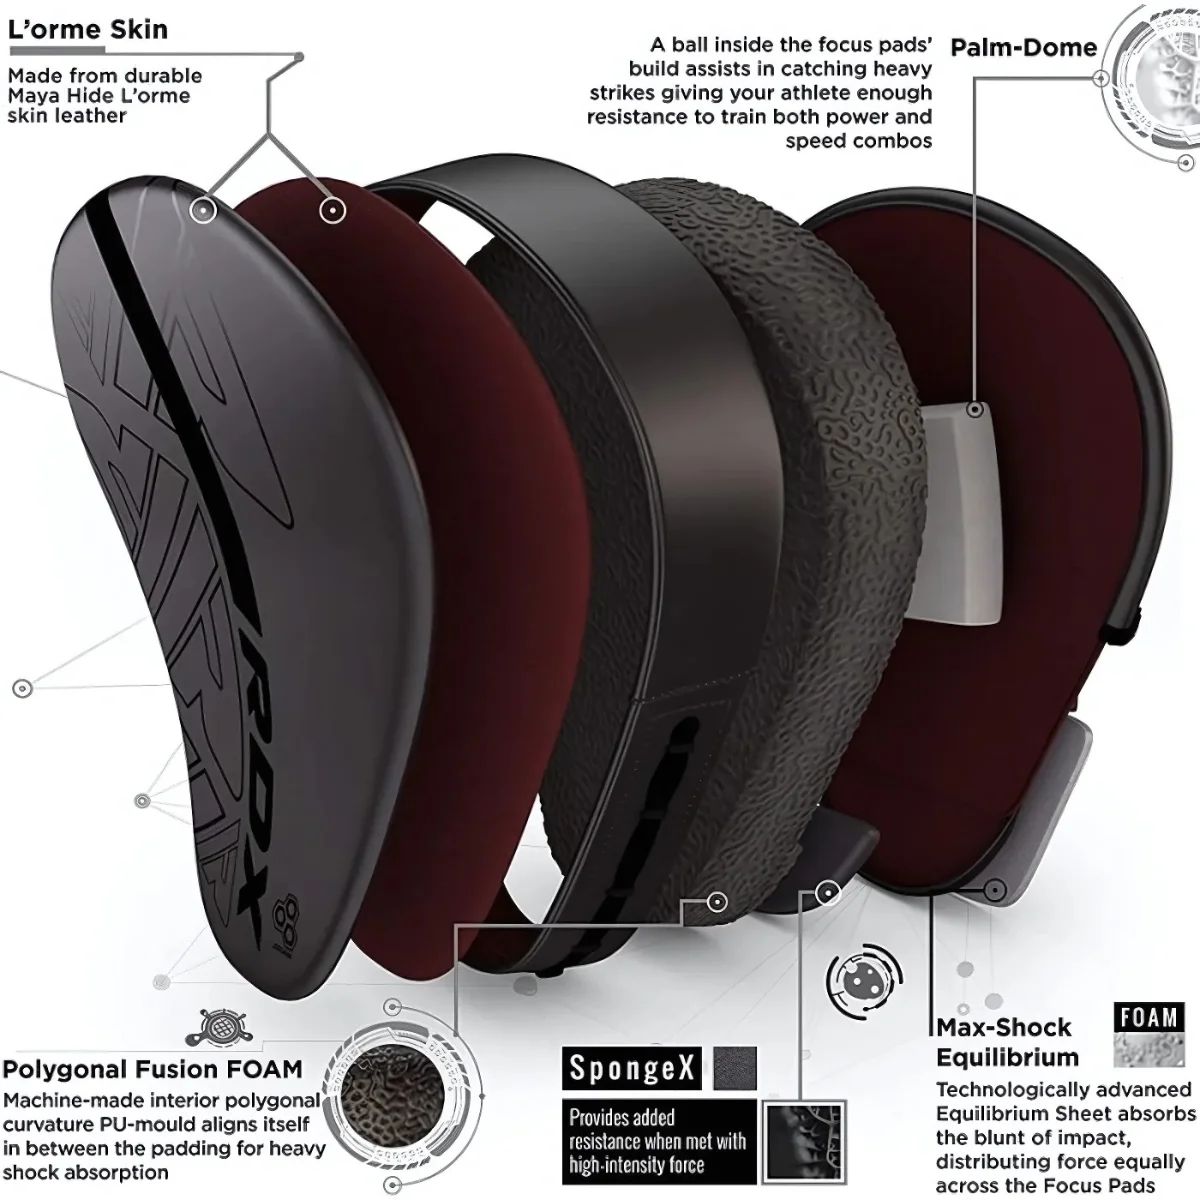 L'orme Skin
Made from durable
Maya Hide L'orme
skin leather
A ball inside the focus pads'
build assists in catching heavy
strikes giving your athlete enough
resistance to train both power and
speed combos
Palm-Dome
RDX
Polygonal Fusion FOAM
Machine-made interior polygonal
curvature PU-mould aligns itself
in between the padding for heavy
shock absorption
SpongeX
Provides added
resistance when met with
high-intensity force
Max-Shock
Equilibrium
FOAM
Technologically advanced
Equilibrium Sheet absorbs
the blunt of impact,
distributing force equally
across the Focus Pads